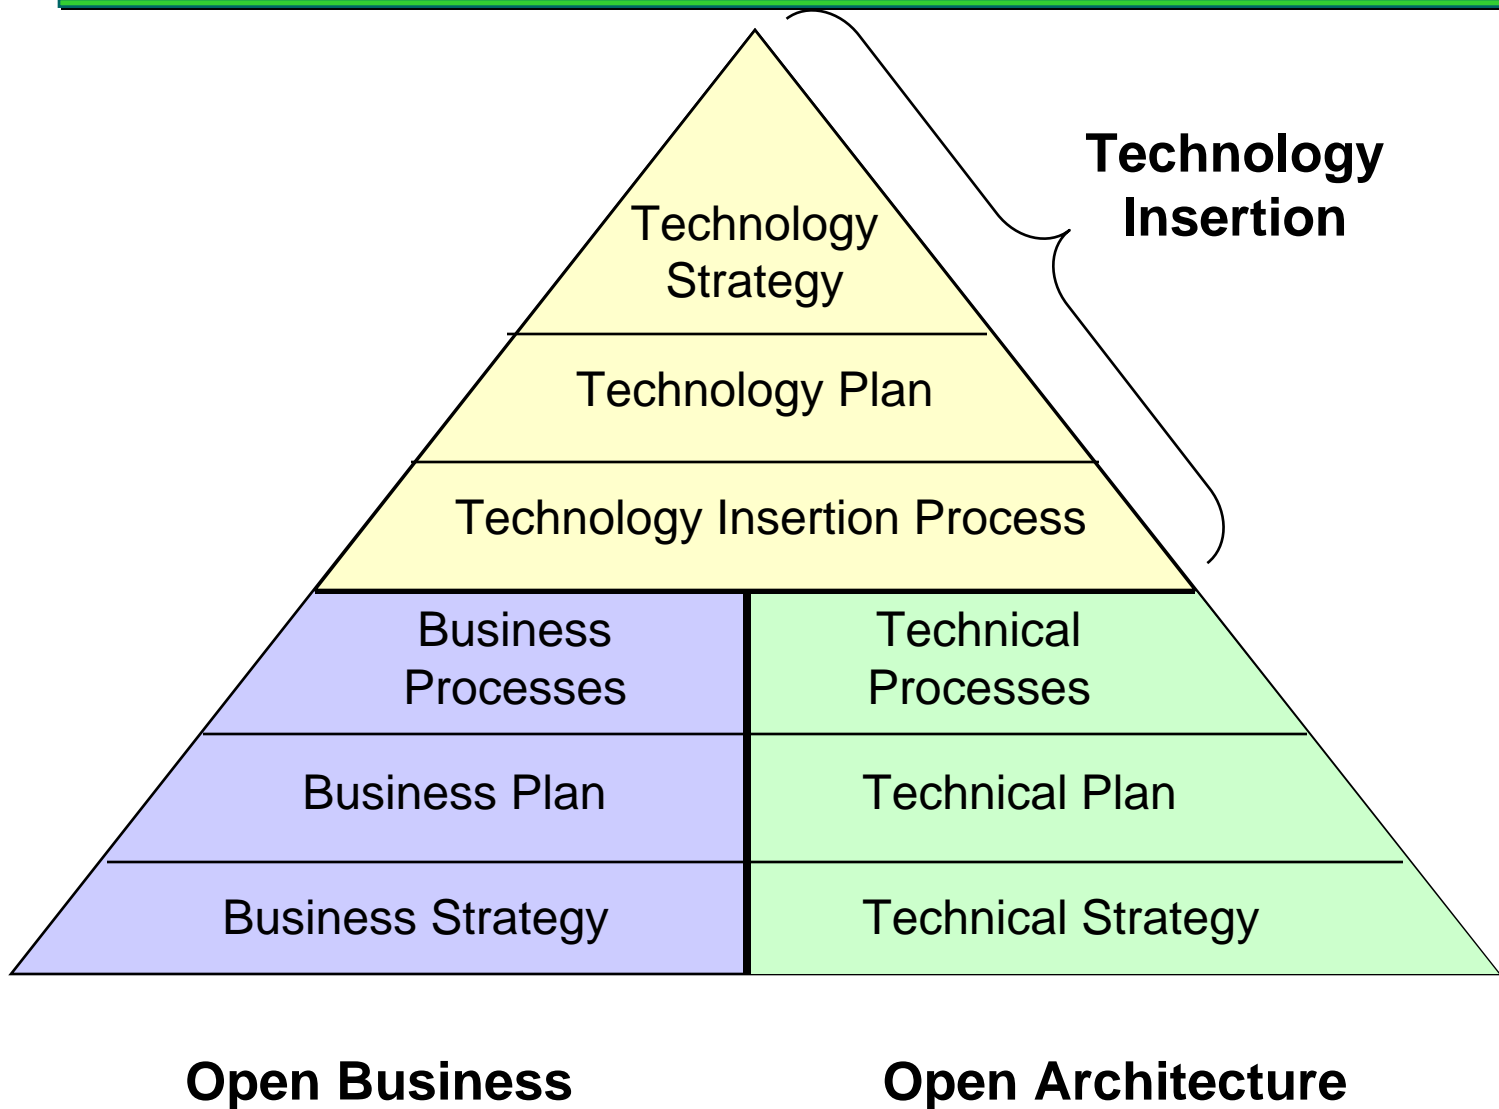 Technology
Insertion
Technology
Strategy
Technology Plan
Technology Insertion Process
Business
Processes
Technical
Processes
Business Plan
Technical Plan
Business Strategy
Technical Strategy
Open Business
Open Architecture